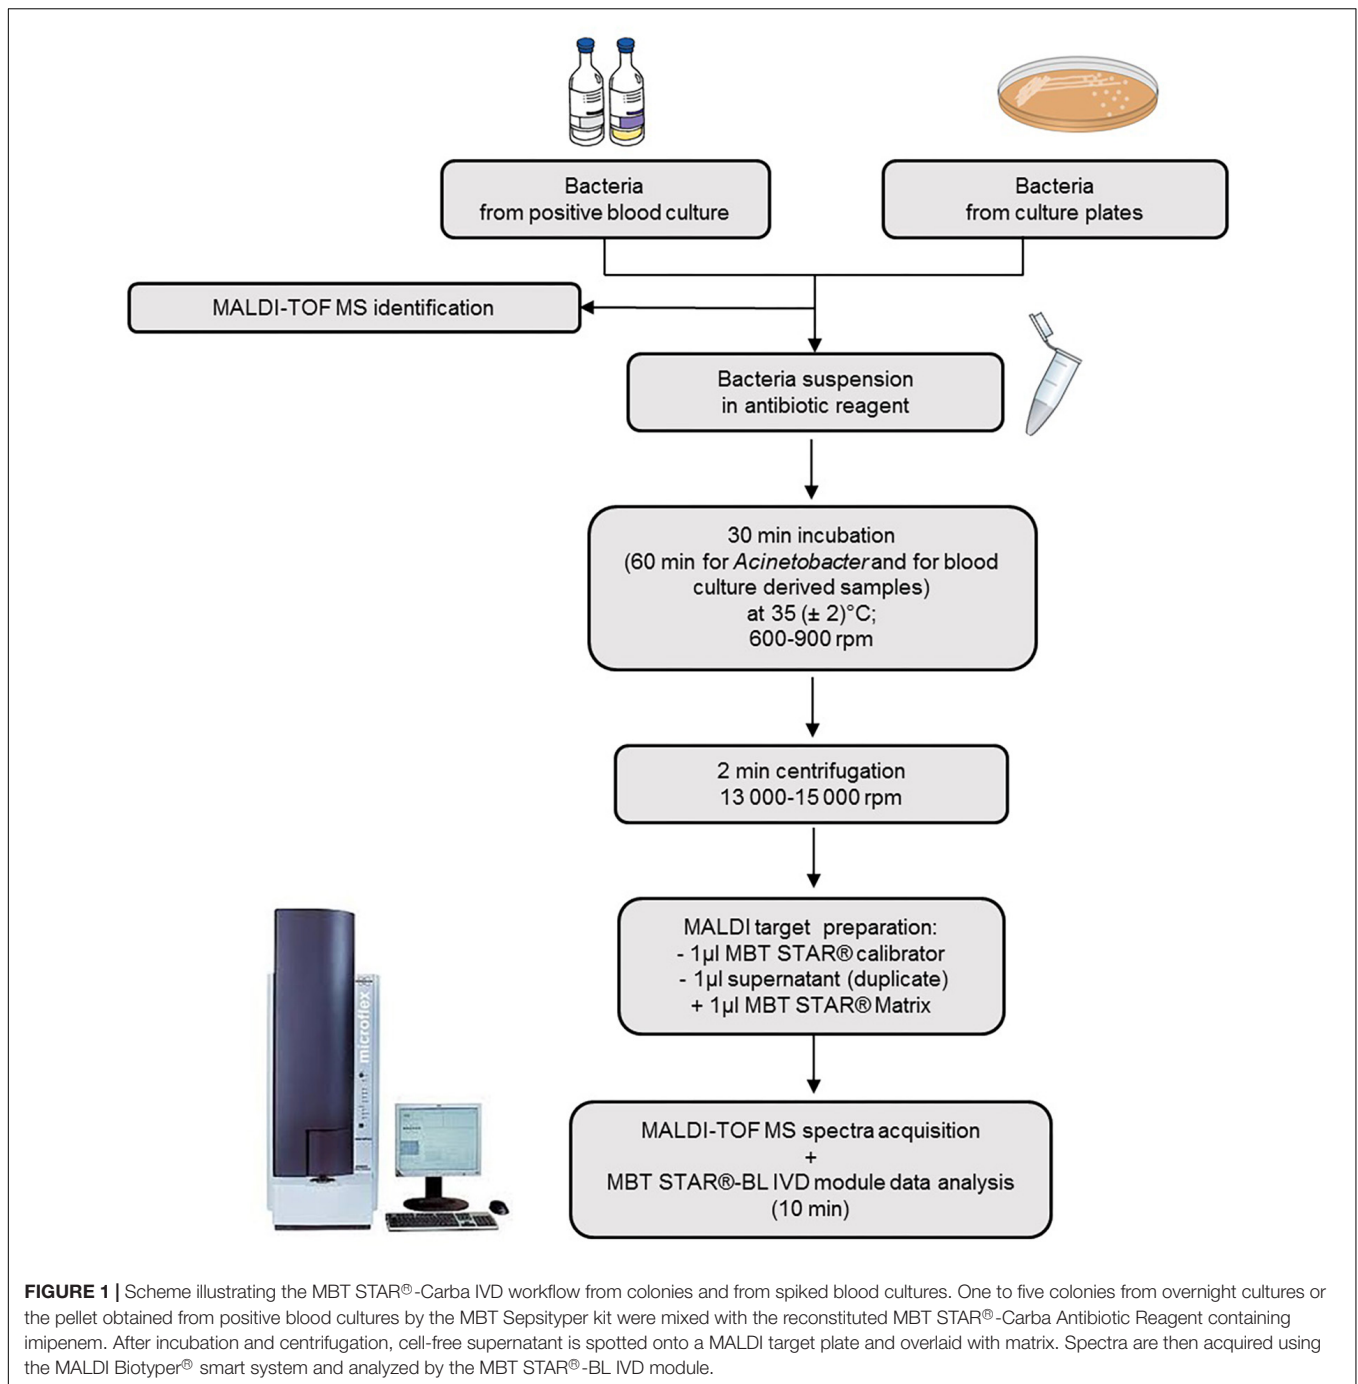 Bacteria
from positive blood culture
Bacteria
from culture plates
MALDI-TOF MS identification
Bacteria suspension
in antibiotic reagent
30 min incubation
(60 min for Acinetobacter and for blood
culture derived samples)
at 35 (± 2)°C;
600-900 rpm
2 min centrifugation
13 000-15 000 rpm
MALDI target preparation:
- 1µl MBT STAR® calibrator
- 1µl supernatant (duplicate)
+ 1µl MBT STAR® Matrix
microflex
MALDI-TOF MS spectra acquisition
+
MBT STAR®-BL IVD module data analysis
(10 min)
FIGURE 1 | Scheme illustrating the MBT STAR®-Carba IVD workflow from colonies and from spiked blood cultures. One to five colonies from overnight cultures or
the pellet obtained from positive blood cultures by the MBT Sepsityper kit were mixed with the reconstituted MBT STAR®-Carba Antibiotic Reagent containing
imipenem. After incubation and centrifugation, cell-free supernatant is spotted onto a MALDI target plate and overlaid with matrix. Spectra are then acquired using
the MALDI Biotyper® smart system and analyzed by the MBT STAR®-BL IVD module.